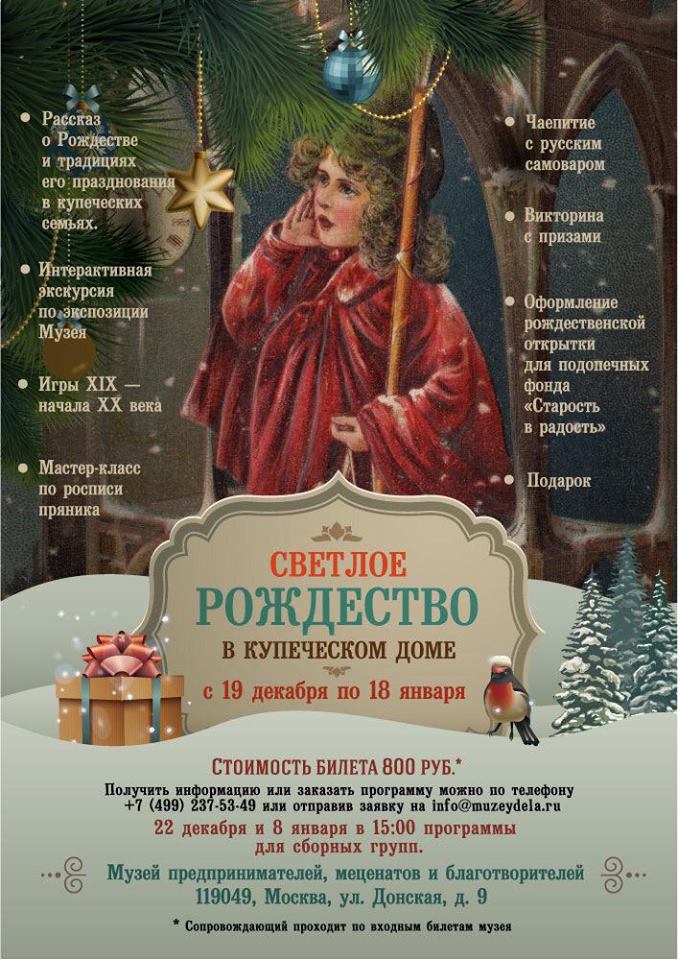 • Рассказ
о Рождестве
и традициях
его празднования
в купеческих
семьях.
• Интерактивная
экскурсия
по экспозиции
Музея
• Игры XIX —
начала XX века
• Мастер-класс
по росписи
пряника
• Чаепитие
с русским
самоваром
• Викторина
с призами
• Оформление
рождественской
открытки
для подопечных
фонда
«Старость
в радость»
• Подарок
СВЕТЛОЕ
РОЖДЕСТВО
В КУПЕЧЕСКОМ ДОМЕ
с 19 декабря по 18 января
Стоимость билета 800 руб.*
Получить информацию или заказать программу можно по телефону
+7 (499) 237-53-49 или отправив заявку на info@muzeydela.ru
22 декабря и 8 января в 15:00 программы
для сборных групп.
Музей предпринимателей, меценатов и благотворителей
119049, Москва, ул. Донская, д. 9
* Сопровождающий проходит по входным билетам музея